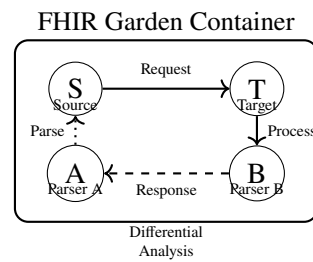 FHIR Garden Container
Request
S
T
Source
Target
Parse
Process
A
B
Parser A
Parser B
Response
Differential
Analysis